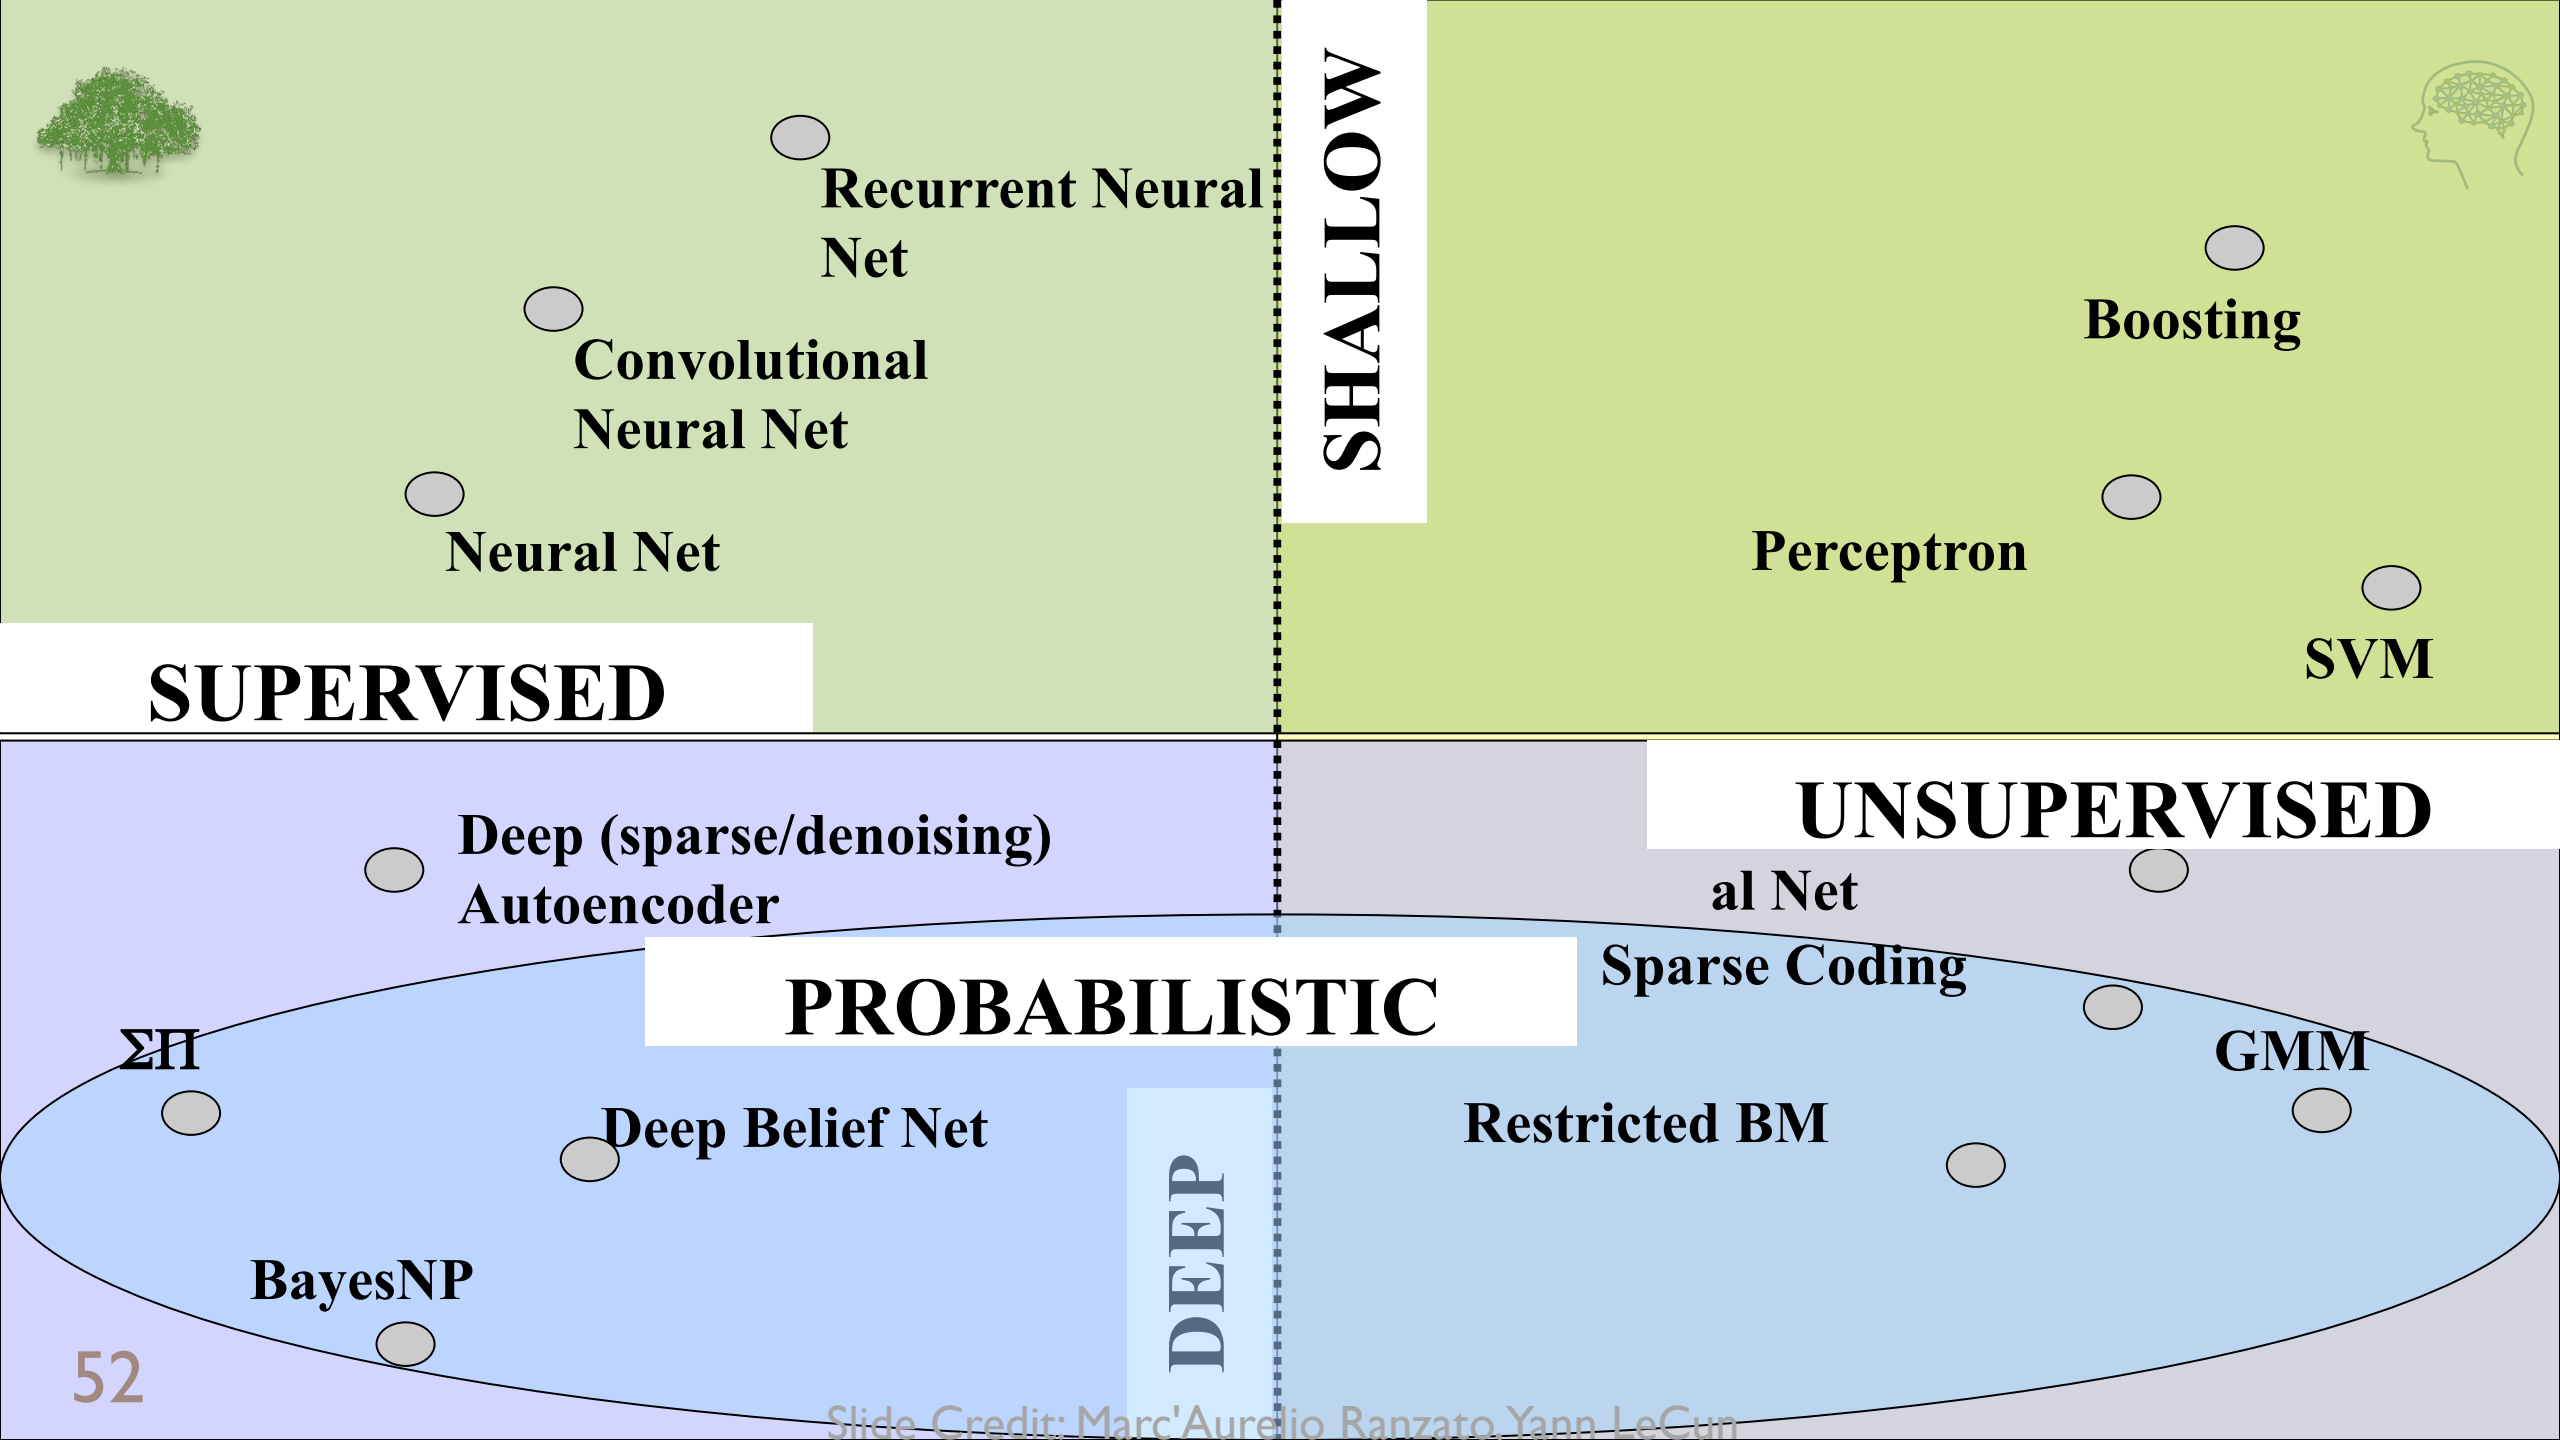 SHALLOW
Recurrent Neural
Net
Boosting
Convolutional
Neural Net
Neural Net
Perceptron
SVM
SUPERVISED
UNSUPERVISED
Deep (sparse/denoising)
Autoencoder
al Net
Sparse Coding
PROBABILISTIC
ΣΠ
GMM
Deep Belief Net
Restricted BM
DEEP
BayesNP
52
Slide Credit: Marc'Aurelio Ranzato, Yann LeCun